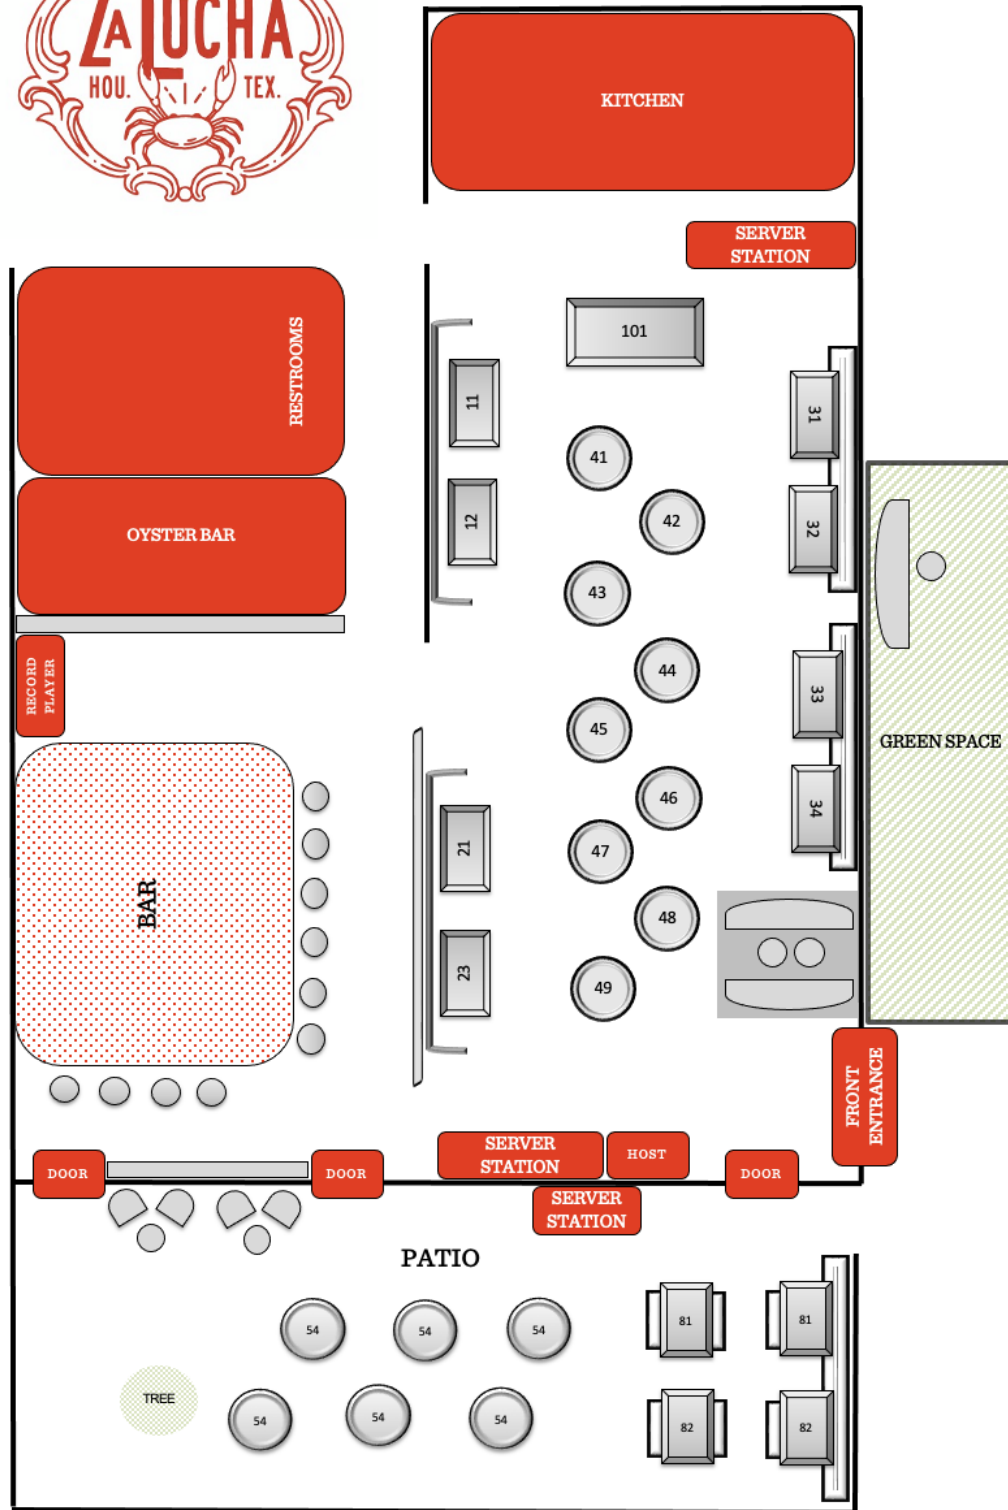 LA LUCHA
HOU. TEX.
KITCHEN
SERVER
STATION
RESTROOMS
OYSTER BAR
RECORD
PLAYER
BAR
101
11
12
31
32
41
42
43
44
45
46
47
48
49
33
34
21
23
GREEN SPACE
FRONT
ENTRANCE
SERVER
STATION
HOST
DOOR
DOOR
DOOR
SERVER
STATION
PATIO
54
54
54
81
81
TREE
54
54
54
82
82